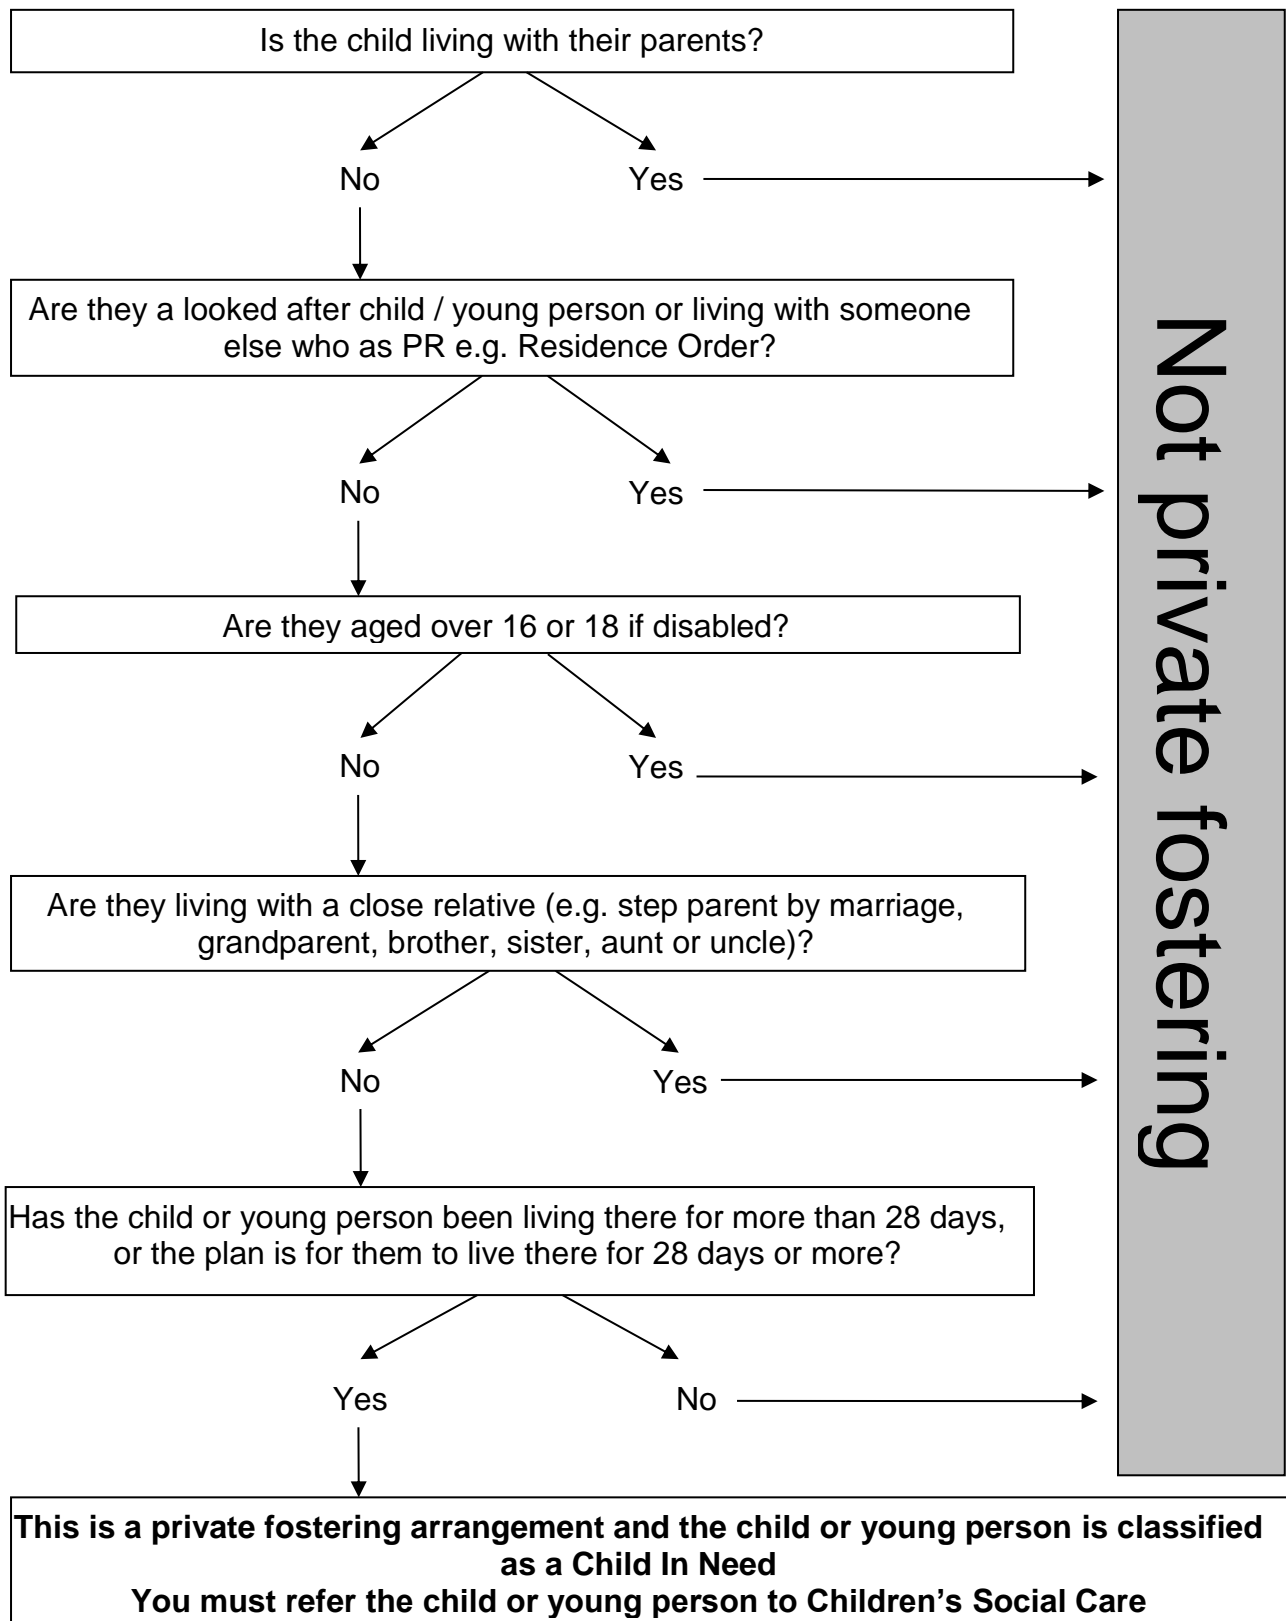 Is the child living with their parents?
No
Yes
Are they a looked after child / young person or living with someone
else who as PR e.g. Residence Order?
No
Yes
Are they aged over 16 or 18 if disabled?
No
Yes
Are they living with a close relative (e.g. step parent by marriage,
grandparent, brother, sister, aunt or uncle)?
No
Yes
Has the child or young person been living there for more than 28 days,
or the plan is for them to live there for 28 days or more?
Yes
No
This is a private fostering arrangement and the child or young person is classified
as a Child In Need
You must refer the child or young person to Children's Social Care
Not private fostering